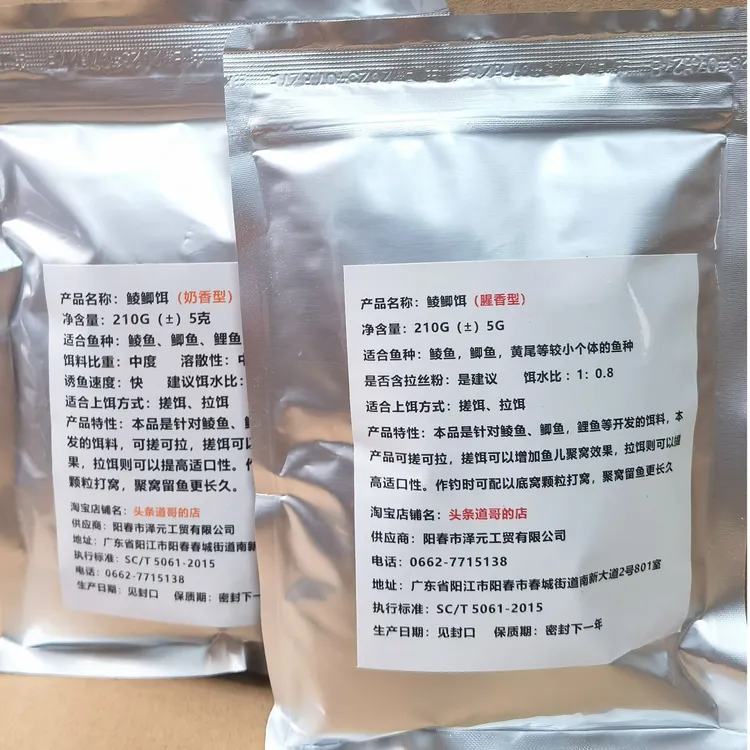 产品名称：鲮鲫饵（奶香型）
净含量：210G（±）5克
适合鱼种：鲮鱼、鲫鱼、鲤鱼
饵料比重：中度 溶散性：中
诱鱼速度：快 建议饵水比：
适合上饵方式：搓饵、拉饵
产品特性：本品是针对鲮鱼、
发的饵料，可搓可拉，搓饵可以
果，拉饵则可以提高适口性。作
颗粒打窝，聚窝留鱼更长久。
淘宝店铺名：头条道哥的店
供应商：阳春市泽元工贸有限公司
地址：广东省阳江市阳春春城街道南新
执行标准：SC/T 5061-2015
电话：0662-7715138
生产日期：见封口 保质期：密封下一
产品名称：鲮鲫饵（腥香型）
净含量：210G（±）5G
适合鱼种：鲮鱼，鲫鱼，黄尾等较小个体的鱼种
是否含拉丝粉：是建议 饵水比：1：0.8
适合上饵方式：搓饵、拉饵
产品特性：本品是针对鲮鱼、鲫鱼，鲤鱼等开发的饵料，本
产品可搓可拉，搓饵可以增加鱼儿聚窝效果，拉饵则可以提
高适口性。作钓时可配以底窝颗粒打窝，聚窝留鱼更长久
淘宝店铺名：头条道哥的店
供应商：阳春市泽元工贸有限公司
电话：0662-7715138
地址：广东省阳江市阳春市春城街道南新大道2号801室
执行标准：SC/T 5061-2015
生产日期：见封口 保质期：密封下一年